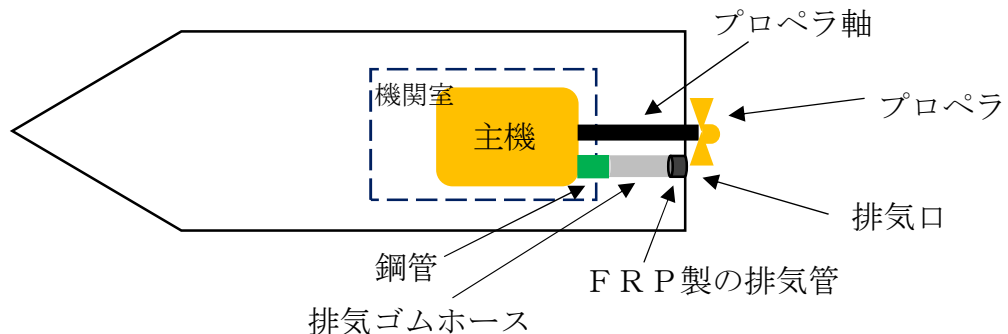 プロペラ軸
機関室
プロペラ
主機
排気口
鋼管
ＦＲＰ製の排気管
排気ゴムホース